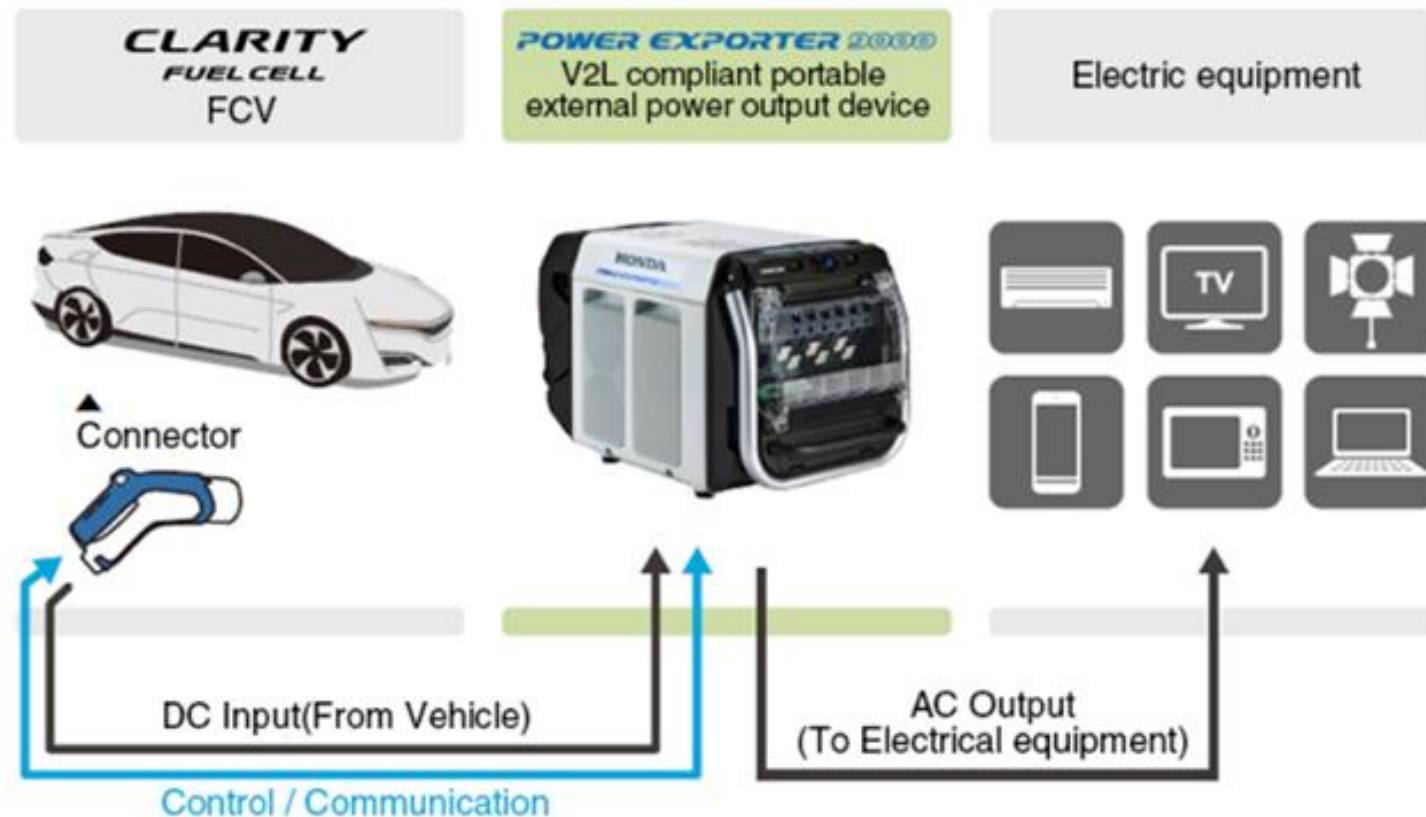 CLARITY
FUEL CELL
FCV
POWER EXPORTER 9000
V2L compliant portable
external power output device
Electric equipment
HONDA
TV
Connector
DC Input(From Vehicle)
AC Output
(To Electrical equipment)
Control / Communication